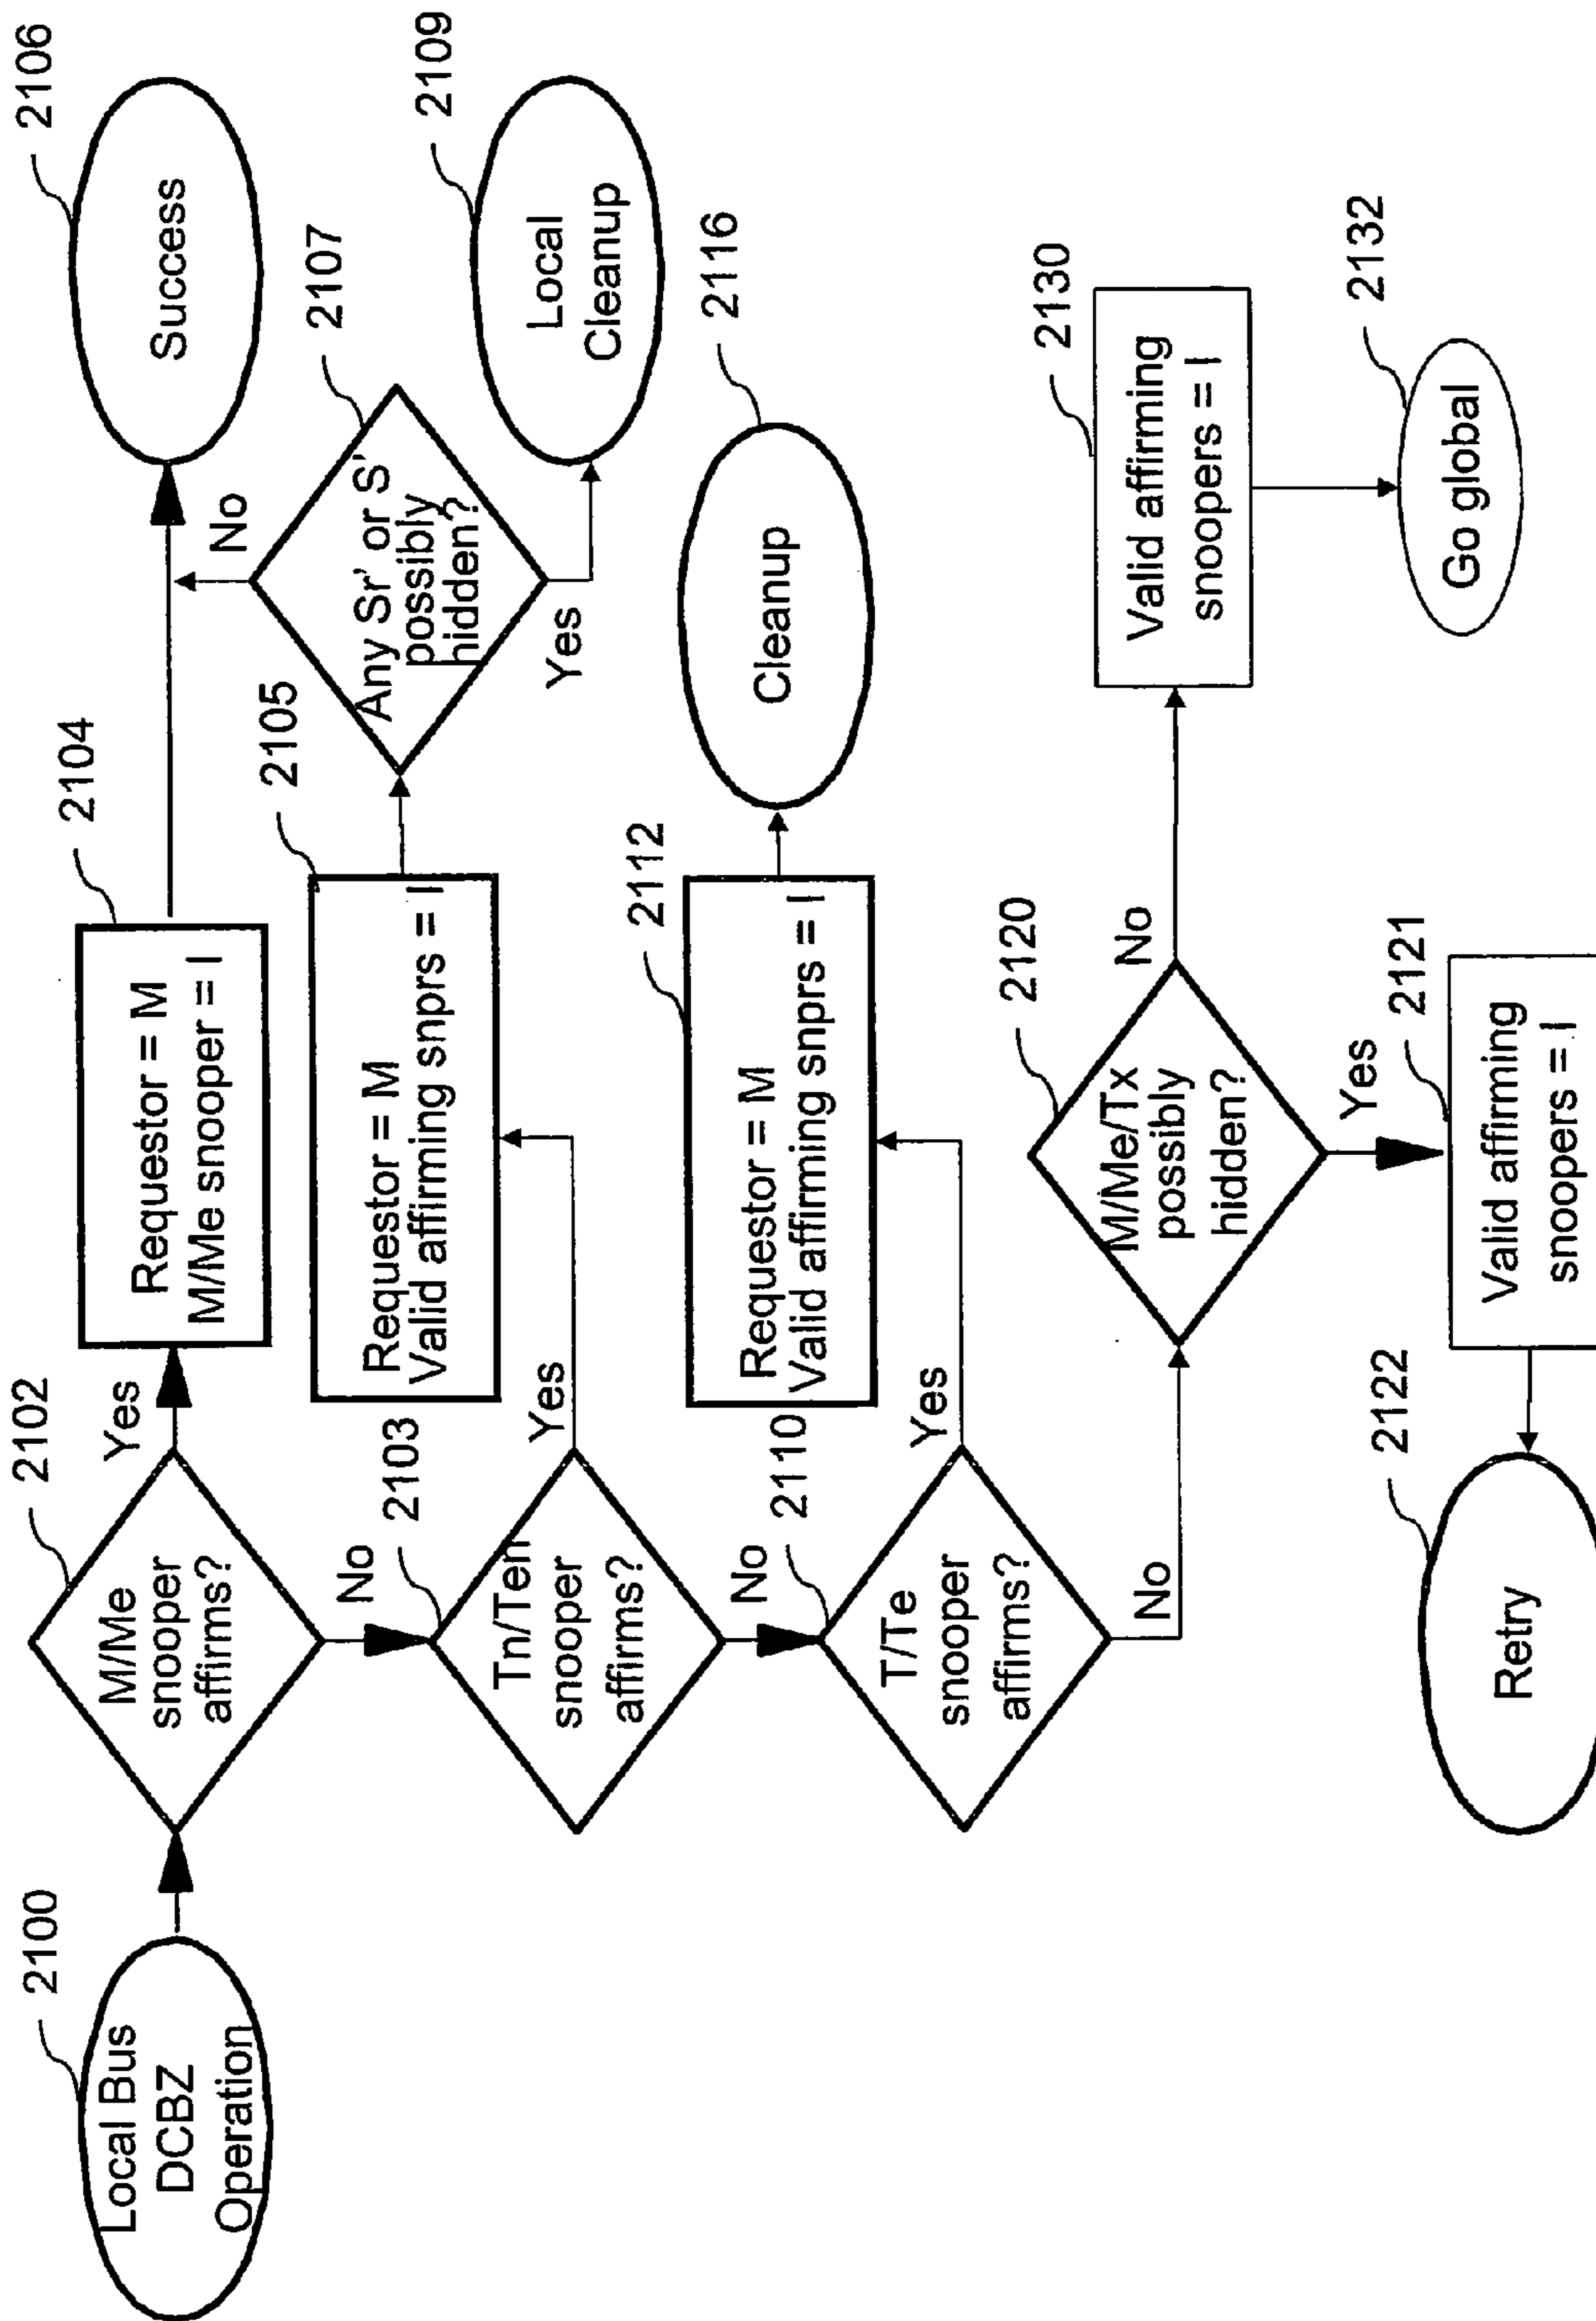 2100
Local Bus
DCBZ
Operation
2102
M/Me
snooper
affirms?
Yes
2104
Requestor = M
M/Me snooper = I
2106
Success
No
2103
Tn/Ten
snooper
affirms?
Yes
2105
Requestor = M
Valid affirming snprs = I
2107
Any Sr' or S'
possibly
hidden?
No
Yes
2109
Local
Cleanup
No
2110
T/Te
snooper
affirms?
Yes
2112
Requestor = M
Valid affirming snprs = I
2116
Cleanup
No
2120
M/Me/Tx
possibly
hidden?
No
2130
Valid affirming
snoopers = I
2132
Go global
Yes
2121
Valid affirming
snoopers = I
2122
Retry